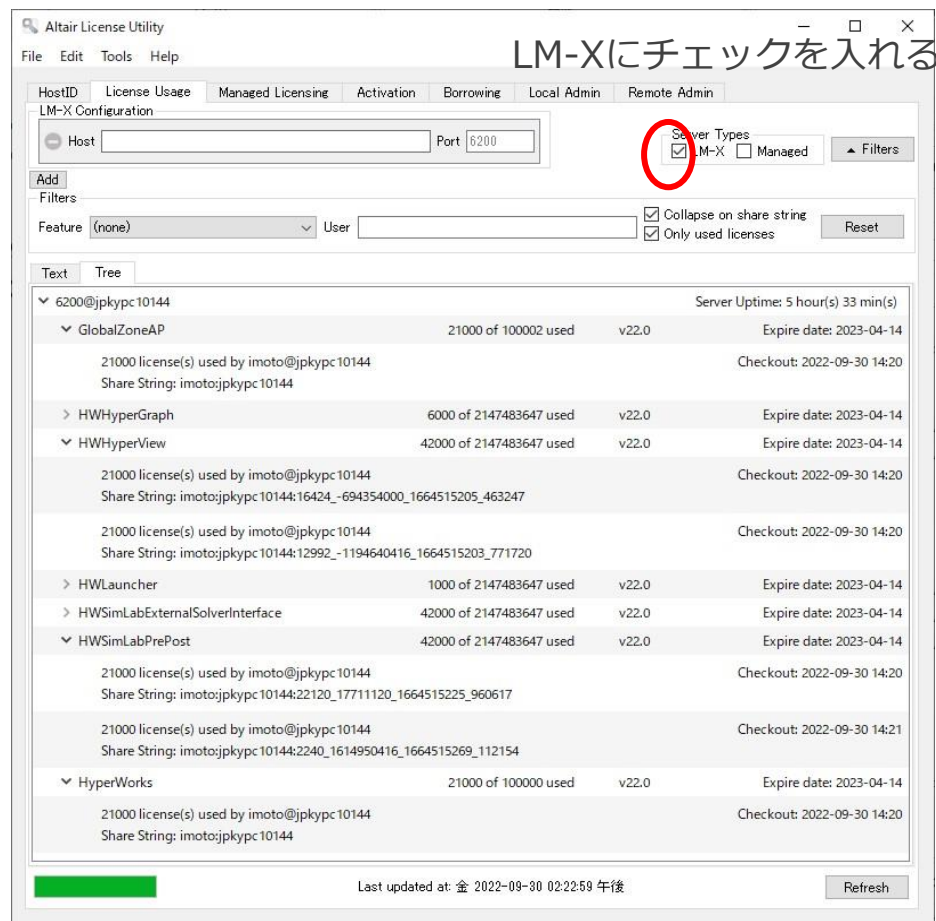 Altair License Utility
File Edit Tools Help
LM-Xにチェックを入れる
HostID License Usage Managed Licensing Activation Borrowing Local Admin Remote Admin
LM-X Configuration
Host Port 6200
Server Types
LM-X Managed
Filters
Add
Filters
Feature (none) User
Collapse on share string
Only used licenses
Reset
Text Tree
6200@jpkypc10144 Server Uptime: 5 hour(s) 33 min(s)
GlobalZoneAP 21000 of 100002 used v22.0 Expire date: 2023-04-14
21000 license(s) used by imoto@jpkypc10144 Checkout: 2022-09-30 14:20
Share String: imoto:jpkypc10144
HWHyperGraph 6000 of 2147483647 used v22.0 Expire date: 2023-04-14
HWHyperView 42000 of 2147483647 used v22.0 Expire date: 2023-04-14
21000 license(s) used by imoto@jpkypc10144 Checkout: 2022-09-30 14:20
Share String: imoto:jpkypc10144:16424_-694354000_1664515205_463247
21000 license(s) used by imoto@jpkypc10144 Checkout: 2022-09-30 14:20
Share String: imoto:jpkypc10144:12992_-1194640416_1664515203_771720
HWLauncher 1000 of 2147483647 used v22.0 Expire date: 2023-04-14
HWSimLabExternalSolverInterface 42000 of 2147483647 used v22.0 Expire date: 2023-04-14
HWSimLabPrePost 42000 of 2147483647 used v22.0 Expire date: 2023-04-14
21000 license(s) used by imoto@jpkypc10144 Checkout: 2022-09-30 14:20
Share String: imoto:jpkypc10144:22120_17711120_1664515225_960617
21000 license(s) used by imoto@jpkypc10144 Checkout: 2022-09-30 14:21
Share String: imoto:jpkypc10144:2240_1614950416_1664515269_112154
HyperWorks 21000 of 100000 used v22.0 Expire date: 2023-04-14
21000 license(s) used by imoto@jpkypc10144 Checkout: 2022-09-30 14:20
Share String: imoto:jpkypc10144
Last updated at: 金 2022-09-30 02:22:59 午後
Refresh